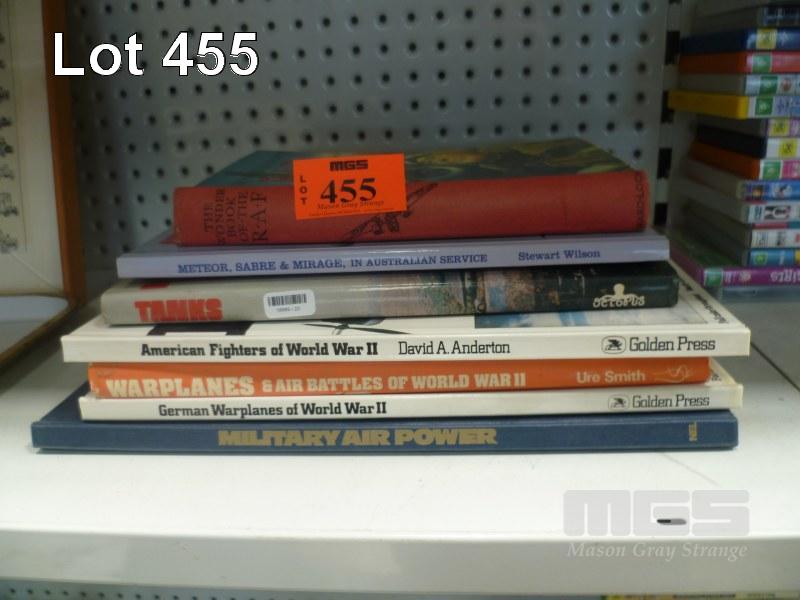 Lot 455
MGS
LOT
455
Mason Gray Strange
THE
WONDER
BOOK
OF THE
R·A·F
WARD LOCK
METEOR, SABRE & MIRAGE, IN AUSTRALIAN SERVICE Stewart Wilson
TANKS
OCTOPUS
American Fighters of World War II David A. Anderton Golden Press
WARPLANES & AIR BATTLES OF WORLD WAR II Ure Smith
German Warplanes of World War II Golden Press
MILITARY AIR POWER NEL
MGS
Mason Gray Strange